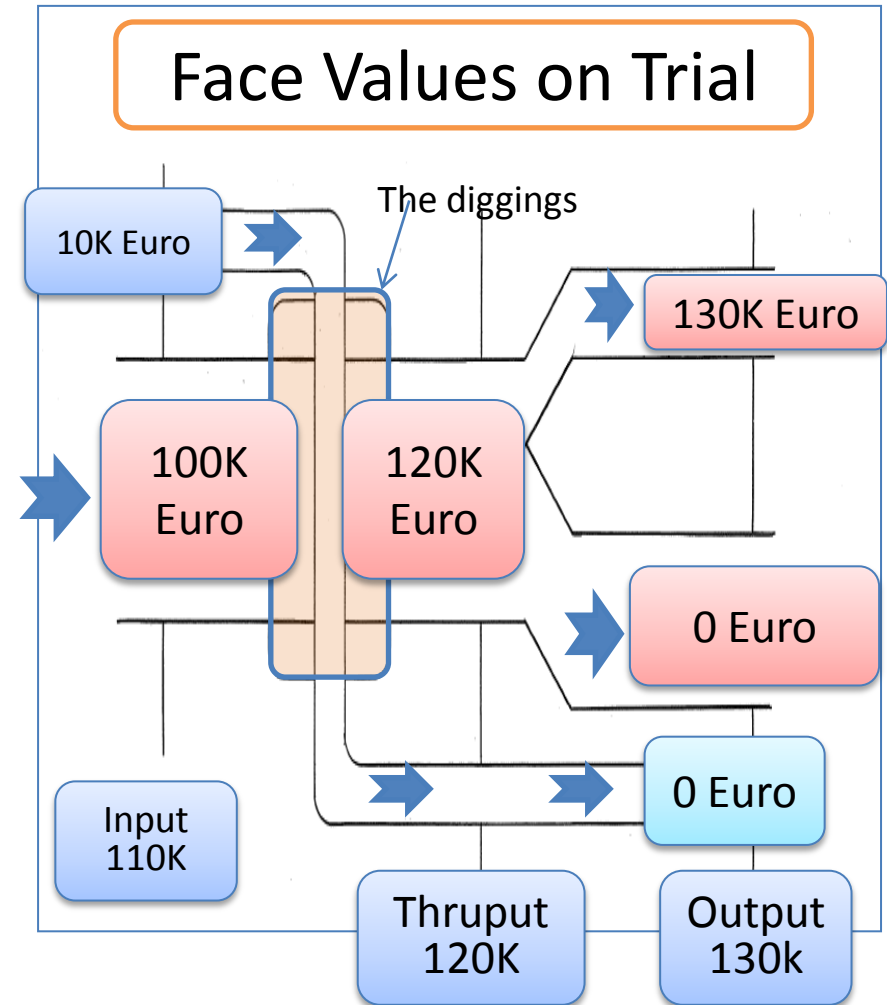 Face Values on Trial
The diggings
10K Euro
130K Euro
100K
Euro
120K
Euro
0 Euro
0 Euro
Input
110K
Thruput
120K
Output
130k